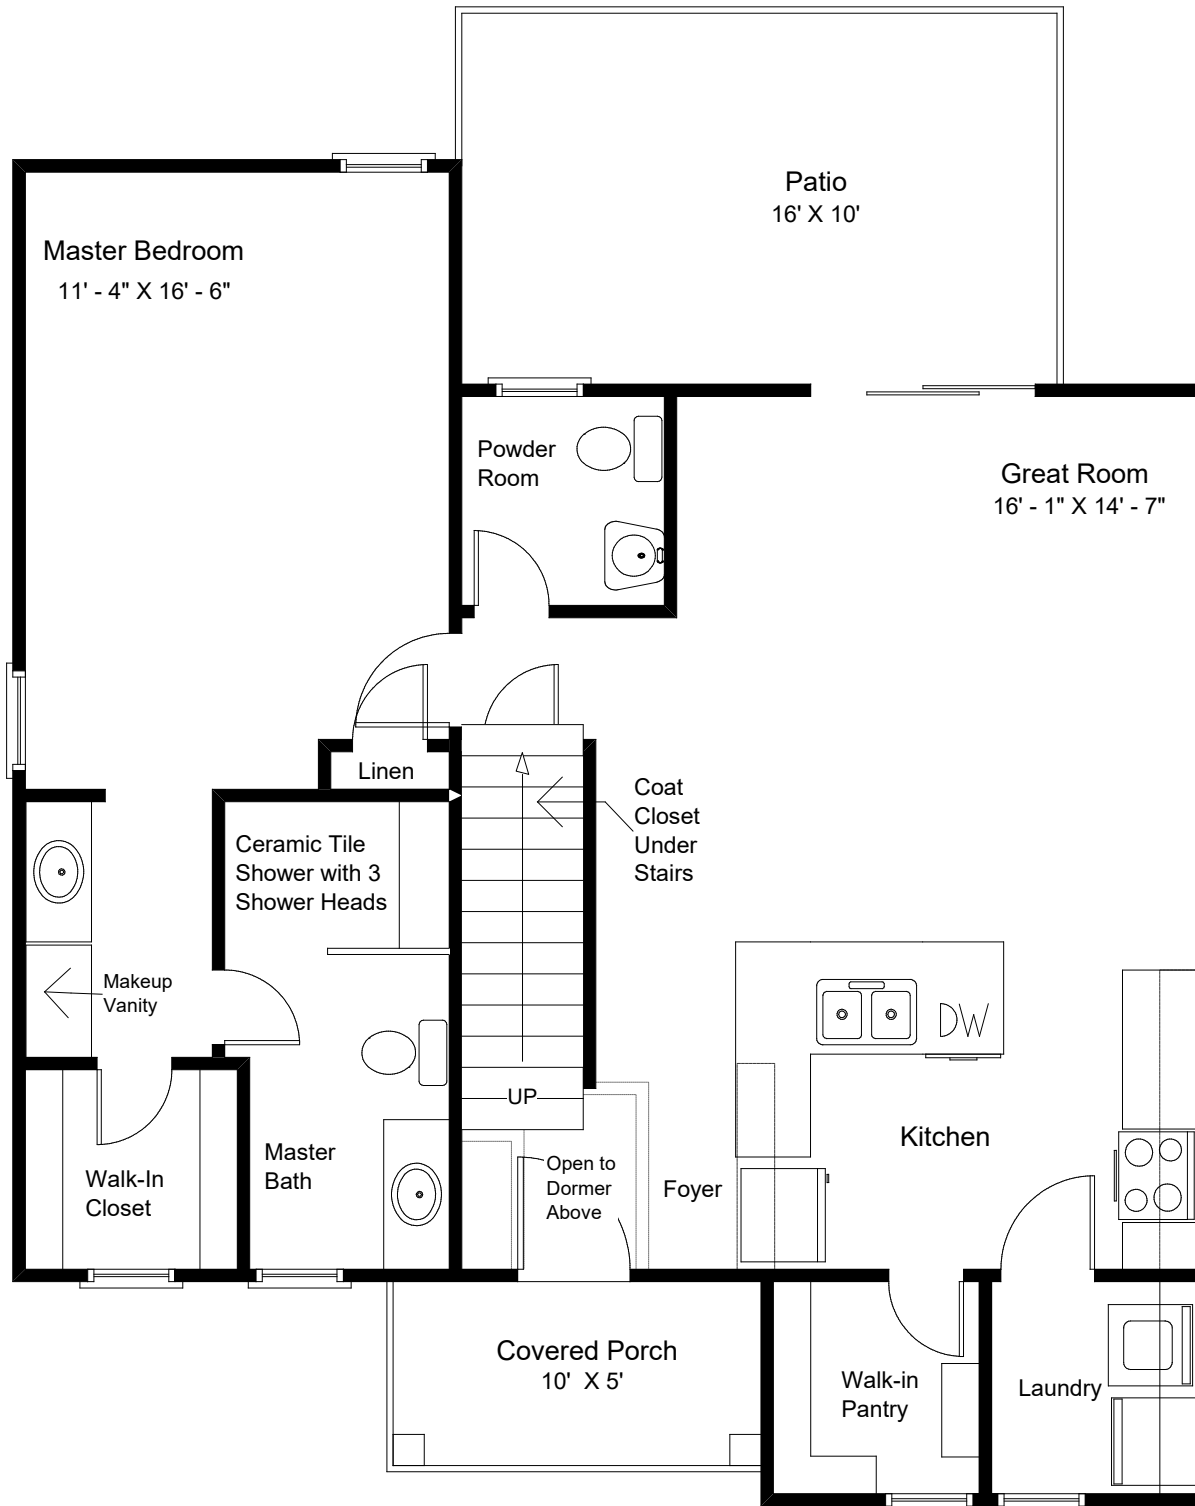 Patio
16' X 10'
Master Bedroom
11' - 4" X 16' - 6"
Powder
Room
Great Room
16' - 1" X 14' - 7"
Linen
Coat
Closet
Under
Stairs
Ceramic Tile
Shower with 3
Shower Heads
Makeup
Vanity
DW
UP
Kitchen
Master
Bath
Walk-In
Closet
Open to
Dormer
Above
Foyer
Covered Porch
10' X 5'
Walk-in
Pantry
Laundry